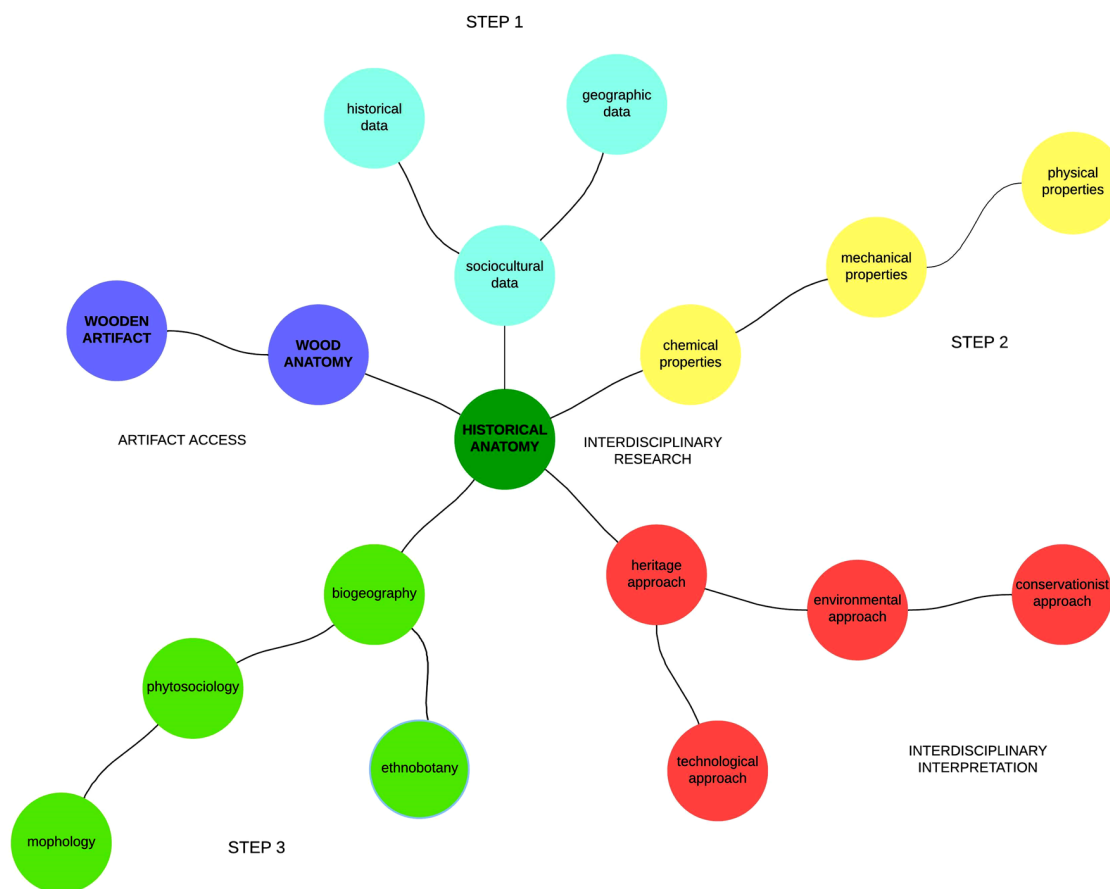 STEP 1
historical
data
geographic
data
physical
properties
sociocultural
data
mechanical
properties
WOODEN
ARTIFACT
WOOD
ANATOMY
chemical
properties
STEP 2
ARTIFACT ACCESS
HISTORICAL
ANATOMY
INTERDISCIPLINARY
RESEARCH
biogeography
heritage
approach
environmental
approach
conservationist
approach
phytosociology
ethnobotany
technological
approach
INTERDISCIPLINARY
INTERPRETATION
mophology
STEP 3